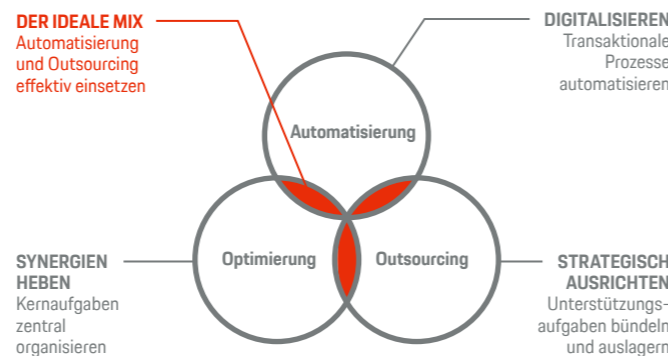 DER IDEALE MIX
Automatisierung
und Outsourcing
effektiv einsetzen
DIGITALISIEREN
Transaktionale
Prozesse
automatisieren
Automatisierung
Optimierung
Outsourcing
SYNERGIEN
HEBEN
Kernaufgaben
zentral
organisieren
STRATEGISCH
AUSRICHTEN
Unterstützungs-
aufgaben bündeln
und auslagern